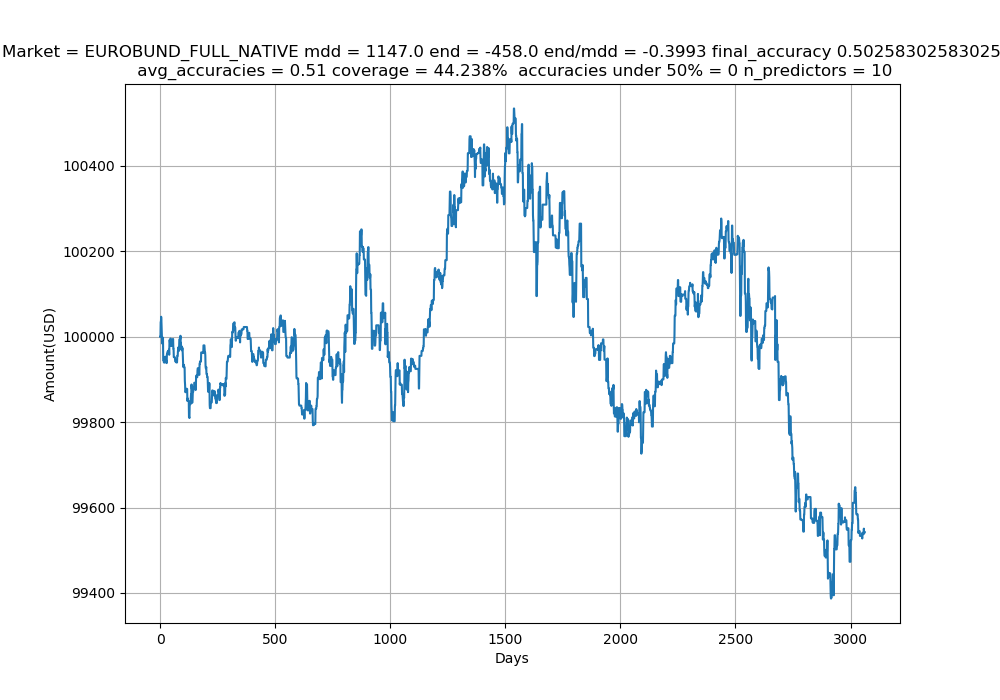 Market = EUROBUND_FULL_NATIVE mdd = 1147.0 end = -458.0 end/mdd = -0.3993 final_accuracy 0.50258302583025
avg_accuracies = 0.51 coverage = 44.238%  accuracies under 50% = 0 n_predictors = 10
100400
100200
100000
99800
99600
99400
Amount(USD)
0 500 1000 1500 2000 2500 3000
Days